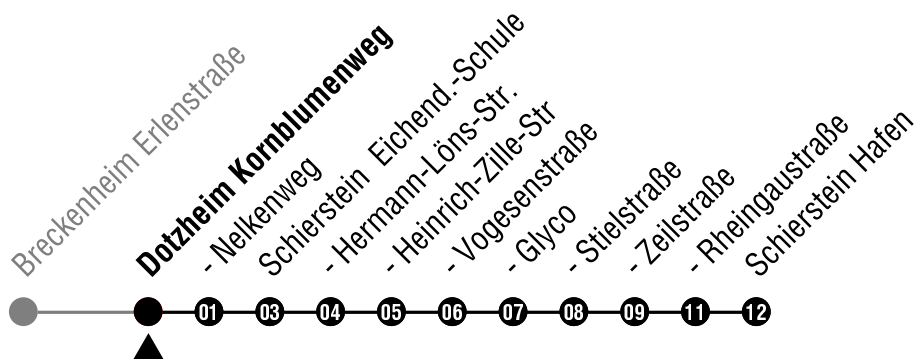 Breckenheim Erlenstraße
Dotzheim Kornblumenweg
- Nelkenweg
Schierstein Eichend.-Schule
- Hermann-Löns-Str.
- Heinrich-Zille-Str
- Vogesenstraße
- Glyco
- Stielstraße
- Zeilstraße
- Rheingaustraße
Schierstein Hafen
01 03 04 05 06 07 08 09 11 12